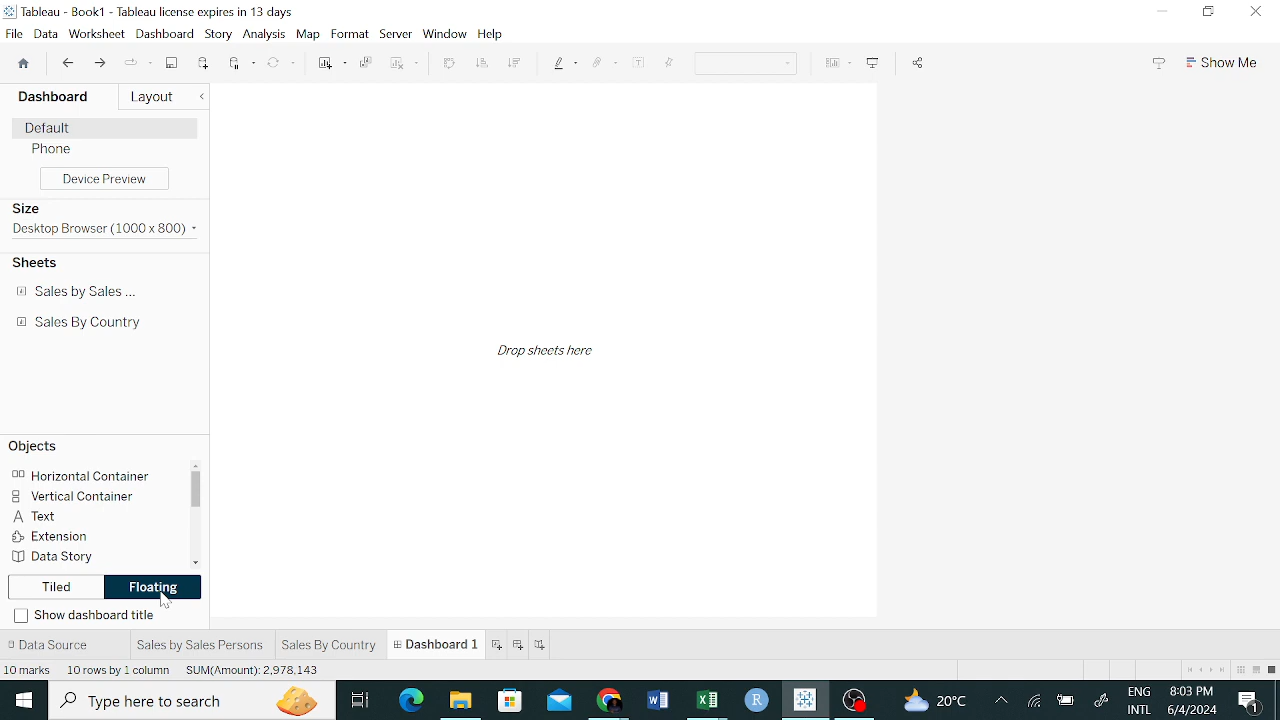 Tableau - Book1 - Tableau license expires in 13 days
File Data Worksheet Dashboard Story Analysis Map Format Server Window Help
Show Me
Dashboard Layout
Default
Phone
Device Preview
Size
Desktop Browser (1000 x 800)
Sheets
Sales by Sales ...
Sales By Country
Drop sheets here
Objects
Horizontal Container
Vertical Container
Text
Extension
Data Story
Tiled Floating
Show dashboard title
Data Source Sales by Sales Persons Sales By Country Dashboard 1
10 marks 10 rows by 1 column SUM(Amount): 2,978,143
Type here to search
20°C
ENG
INTL
8:03 PM
6/4/2024
1